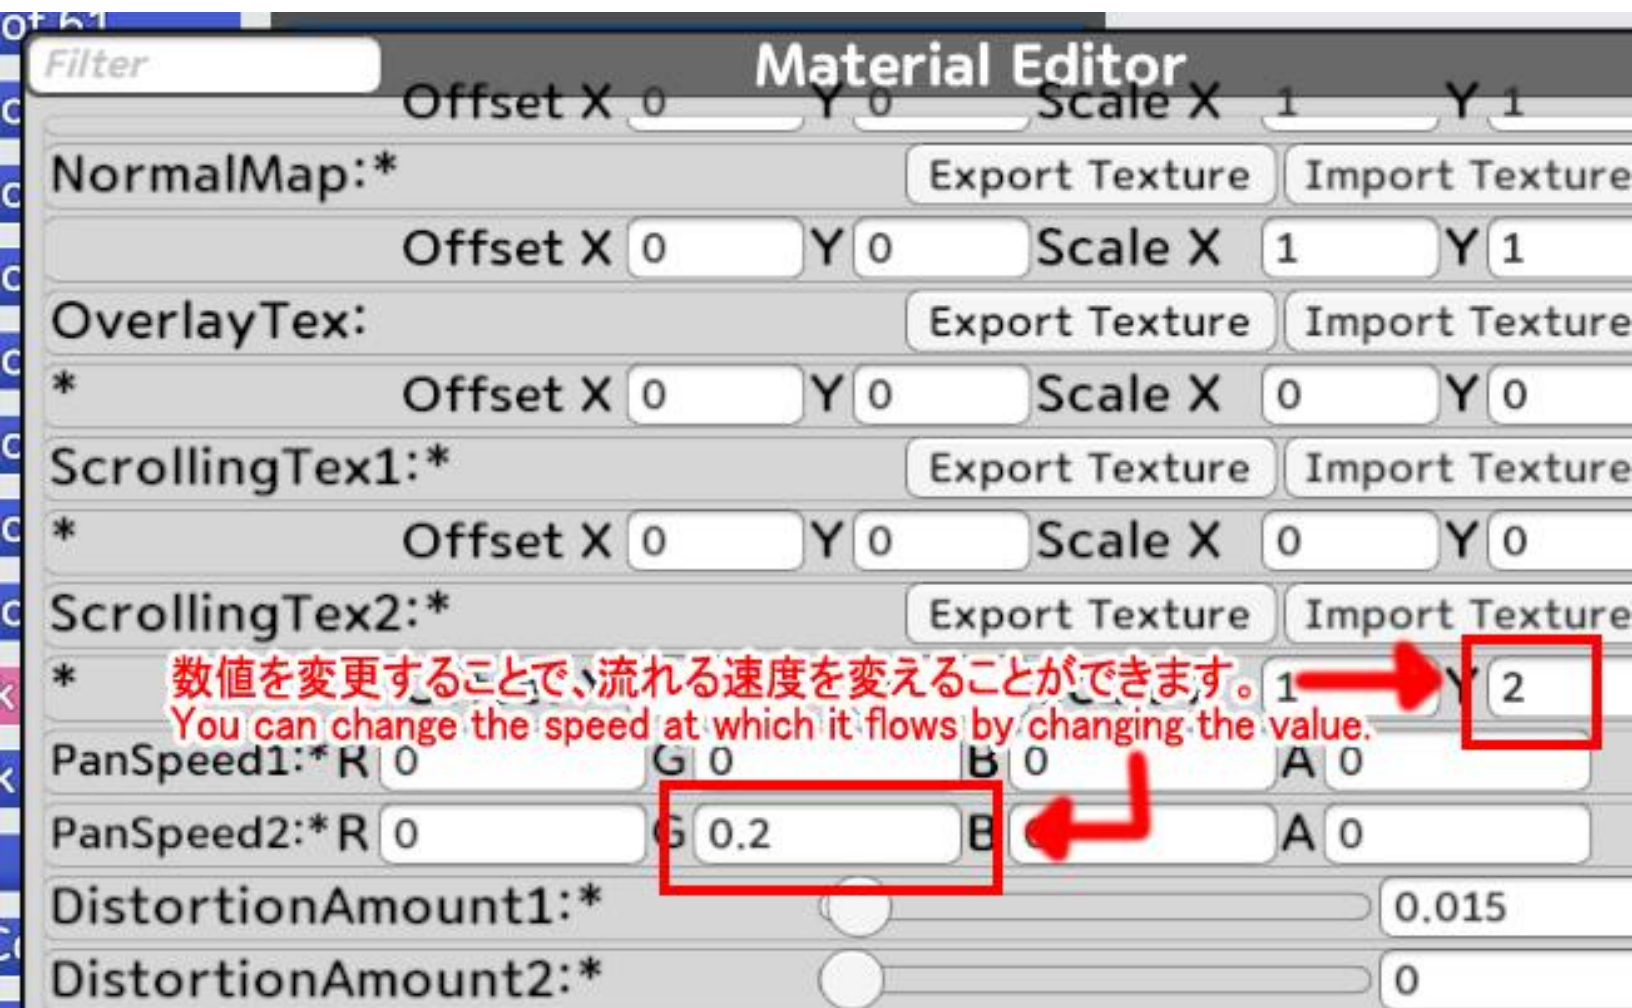 of 61
Filter
Material Editor
Offset X 0 Y 0 Scale X 1 Y 1
NormalMap:* Export Texture Import Texture
Offset X 0 Y 0 Scale X 1 Y 1
OverlayTex: Export Texture Import Texture
* Offset X 0 Y 0 Scale X 0 Y 0
ScrollingTex1:* Export Texture Import Texture
* Offset X 0 Y 0 Scale X 0 Y 0
ScrollingTex2:* Export Texture Import Texture
* 数値を変更することで、流れる速度を変えることができます。 1 Y 2
You can change the speed at which it flows by changing the value.
PanSpeed1:* R 0 G 0 B 0 A 0
PanSpeed2:* R 0 G 0.2 B A 0
DistortionAmount1:* 0.015
DistortionAmount2:* 0